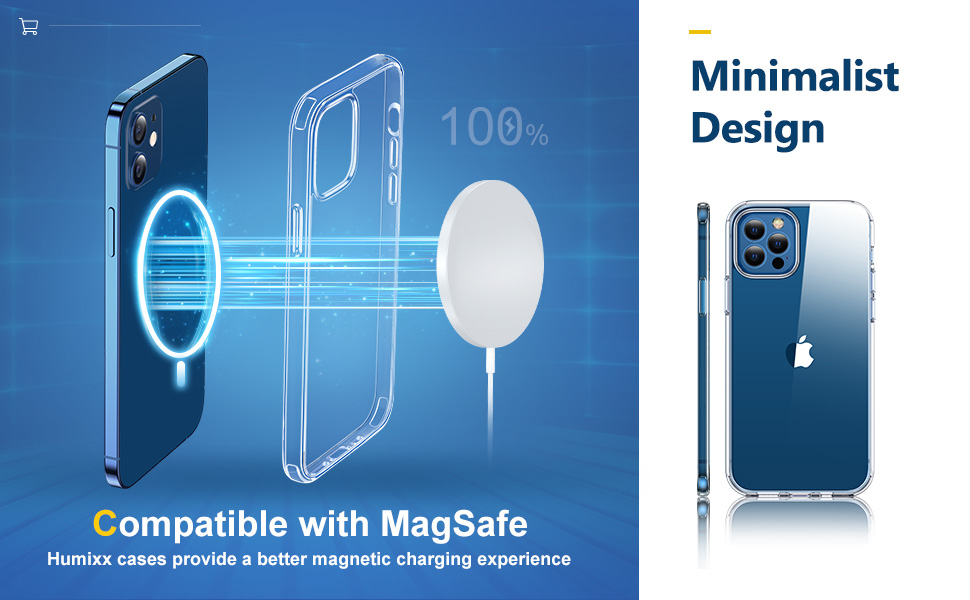 100%
Compatible with MagSafe
Humixx cases provide a better magnetic charging experience
Minimalist
Design